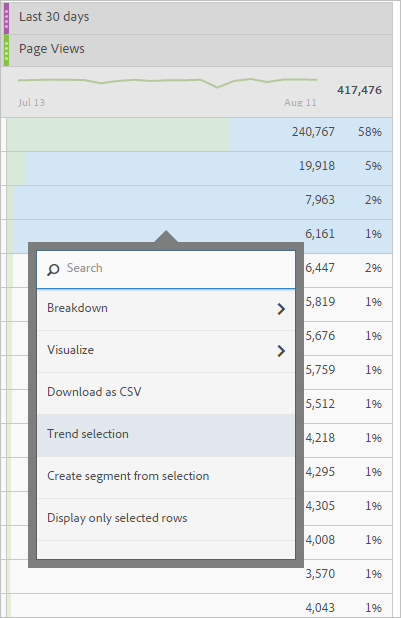 Last 30 days
Page Views
417,476
Jul 13 Aug 11
240,767 58%
19,918 5%
7,963 2%
6,161 1%
Search
6,447 2%
Breakdown
5,819 1%
5,676 1%
Visualize
5,759 1%
Download as CSV
5,512 1%
Trend selection
4,218 1%
4,295 1%
Create segment from selection
4,305 1%
Display only selected rows
4,008 1%
3,570 1%
4,043 1%